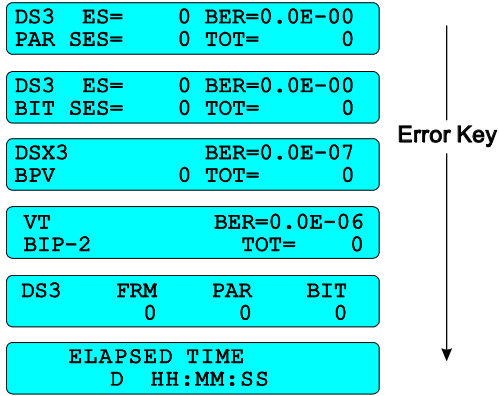 DS3 ES= 0 BER=0.0E-00
PAR SES= 0 TOT= 0
DS3 ES= 0 BER=0.0E-00
BIT SES= 0 TOT= 0
Error Key
DSX3 BER=0.0E-07
BPV 0 TOT= 0
VT BER=0.0E-06
BIP-2 TOT= 0
DS3 FRM PAR BIT
0 0 0
ELAPSED TIME
D HH:MM:SS